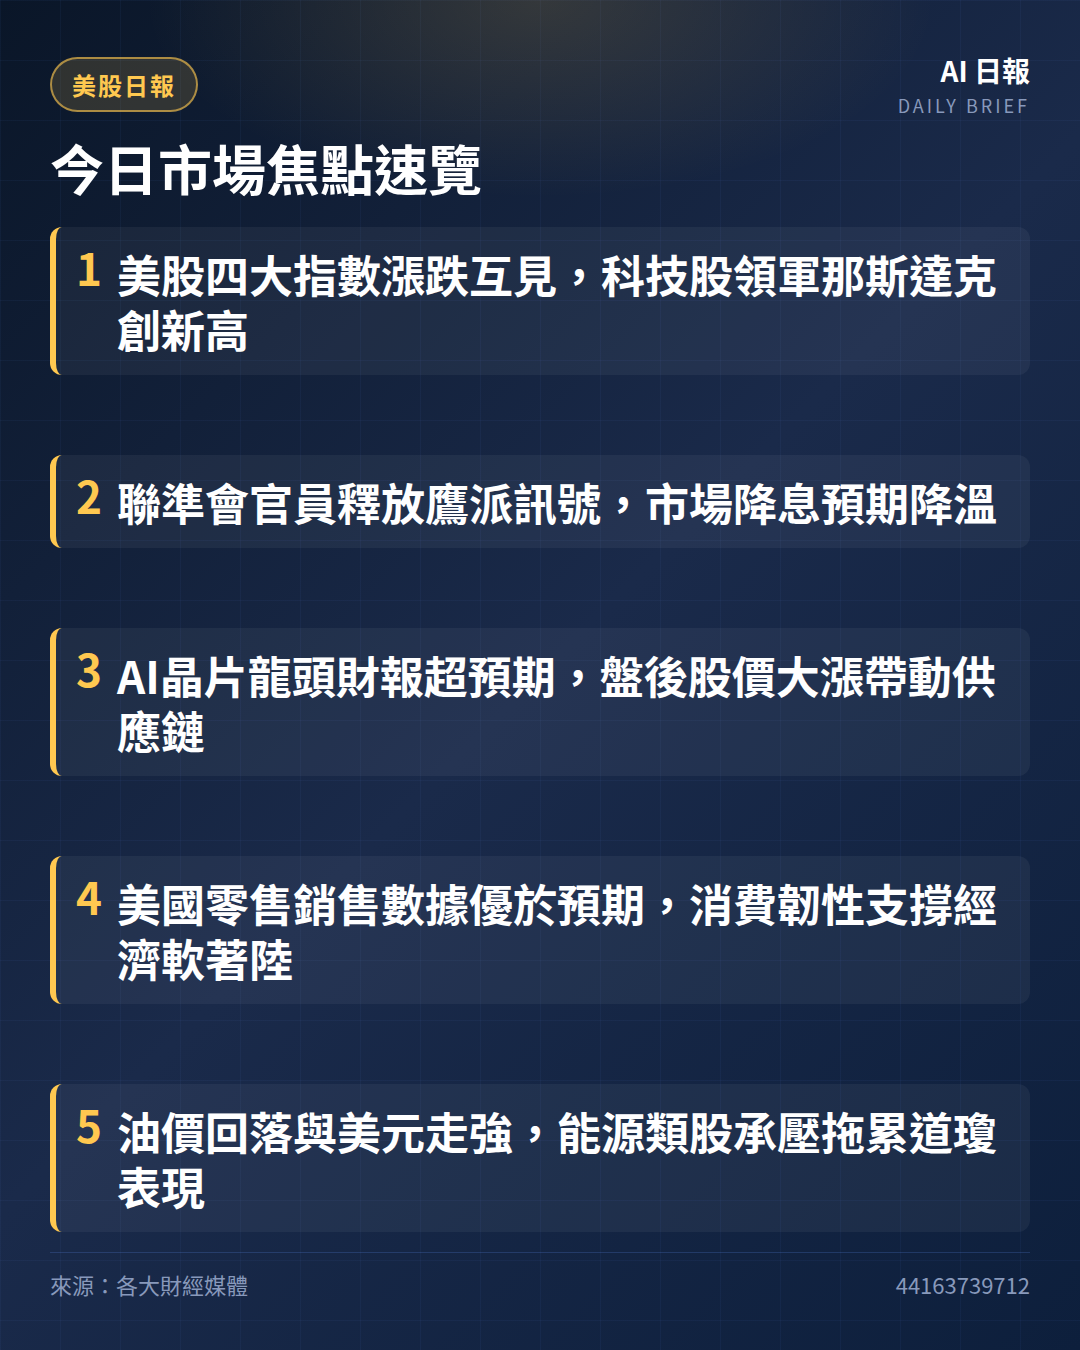 美股日報
AI 日報
DAILY BRIEF
今日市場焦點速覽
1 美股四大指數漲跌互見，科技股領軍那斯達克
創新高
2 聯準會官員釋放鷹派訊號，市場降息預期降溫
3 AI晶片龍頭財報超預期，盤後股價大漲帶動供
應鏈
4 美國零售銷售數據優於預期，消費韌性支撐經
濟軟著陸
5 油價回落與美元走強，能源類股承壓拖累道瓊
表現
來源：各大財經媒體
44163739712